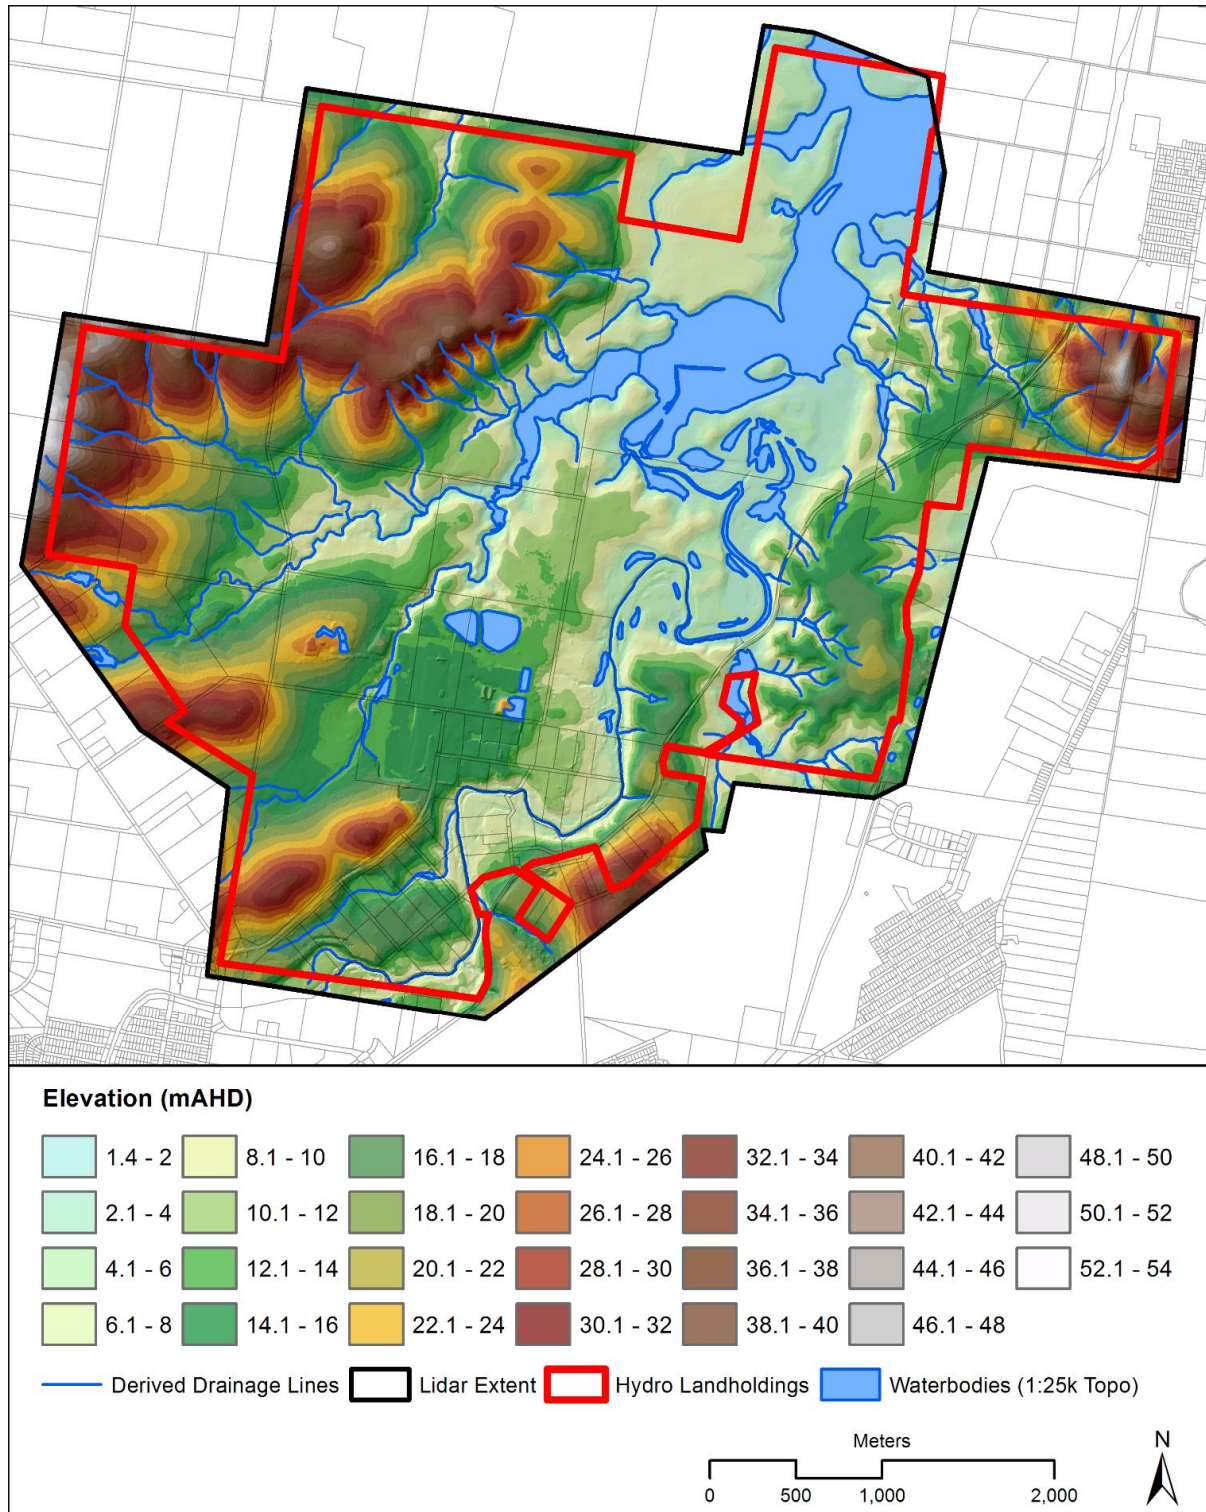 Elevation (mAHD)
1.4 - 2 8.1 - 10 16.1 - 18 24.1 - 26 32.1 - 34 40.1 - 42 48.1 - 50
2.1 - 4 10.1 - 12 18.1 - 20 26.1 - 28 34.1 - 36 42.1 - 44 50.1 - 52
4.1 - 6 12.1 - 14 20.1 - 22 28.1 - 30 36.1 - 38 44.1 - 46 52.1 - 54
6.1 - 8 14.1 - 16 22.1 - 24 30.1 - 32 38.1 - 40 46.1 - 48
Derived Drainage Lines Lidar Extent Hydro Landholdings Waterbodies (1:25k Topo)
Meters N
0 500 1,000 2,000